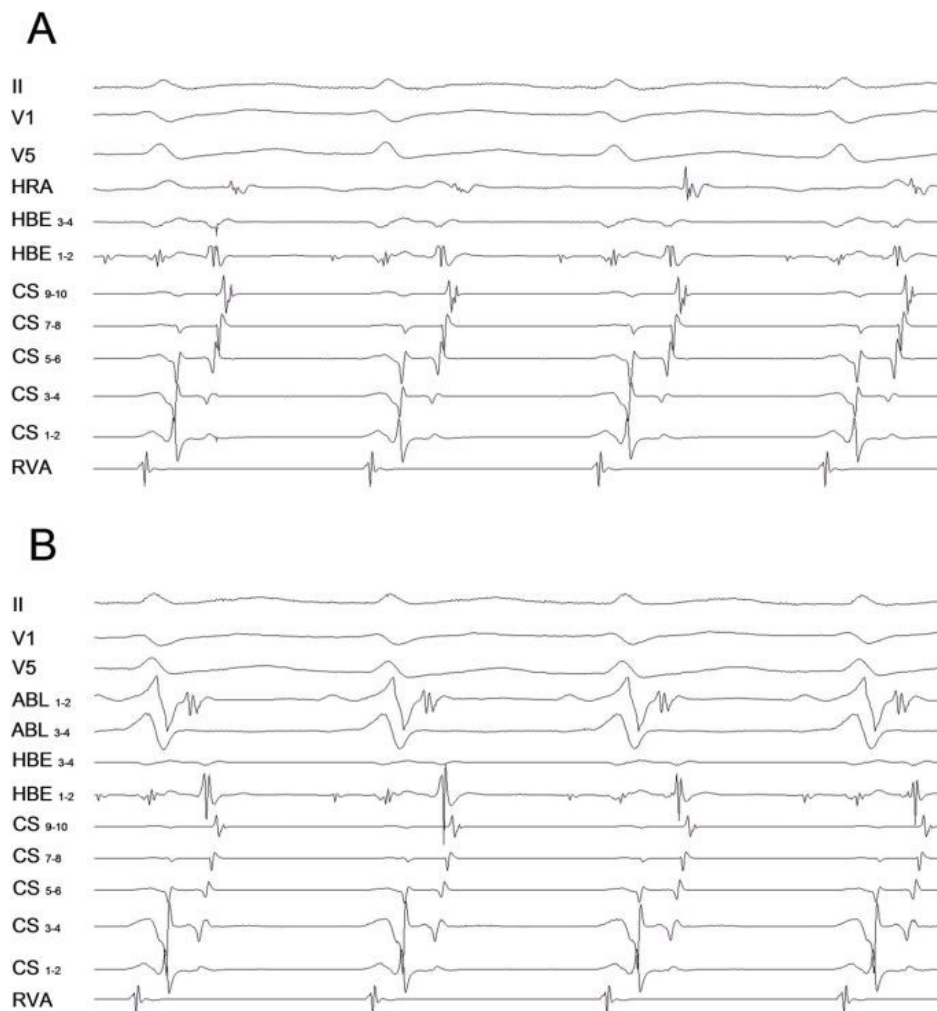 A
II
V1
V5
HRA
HBE 3-4
HBE 1-2
CS 9-10
CS 7-8
CS 5-6
CS 3-4
CS 1-2
RVA
B
II
V1
V5
ABL 1-2
ABL 3-4
HBE 3-4
HBE 1-2
CS 9-10
CS 7-8
CS 5-6
CS 3-4
CS 1-2
RVA